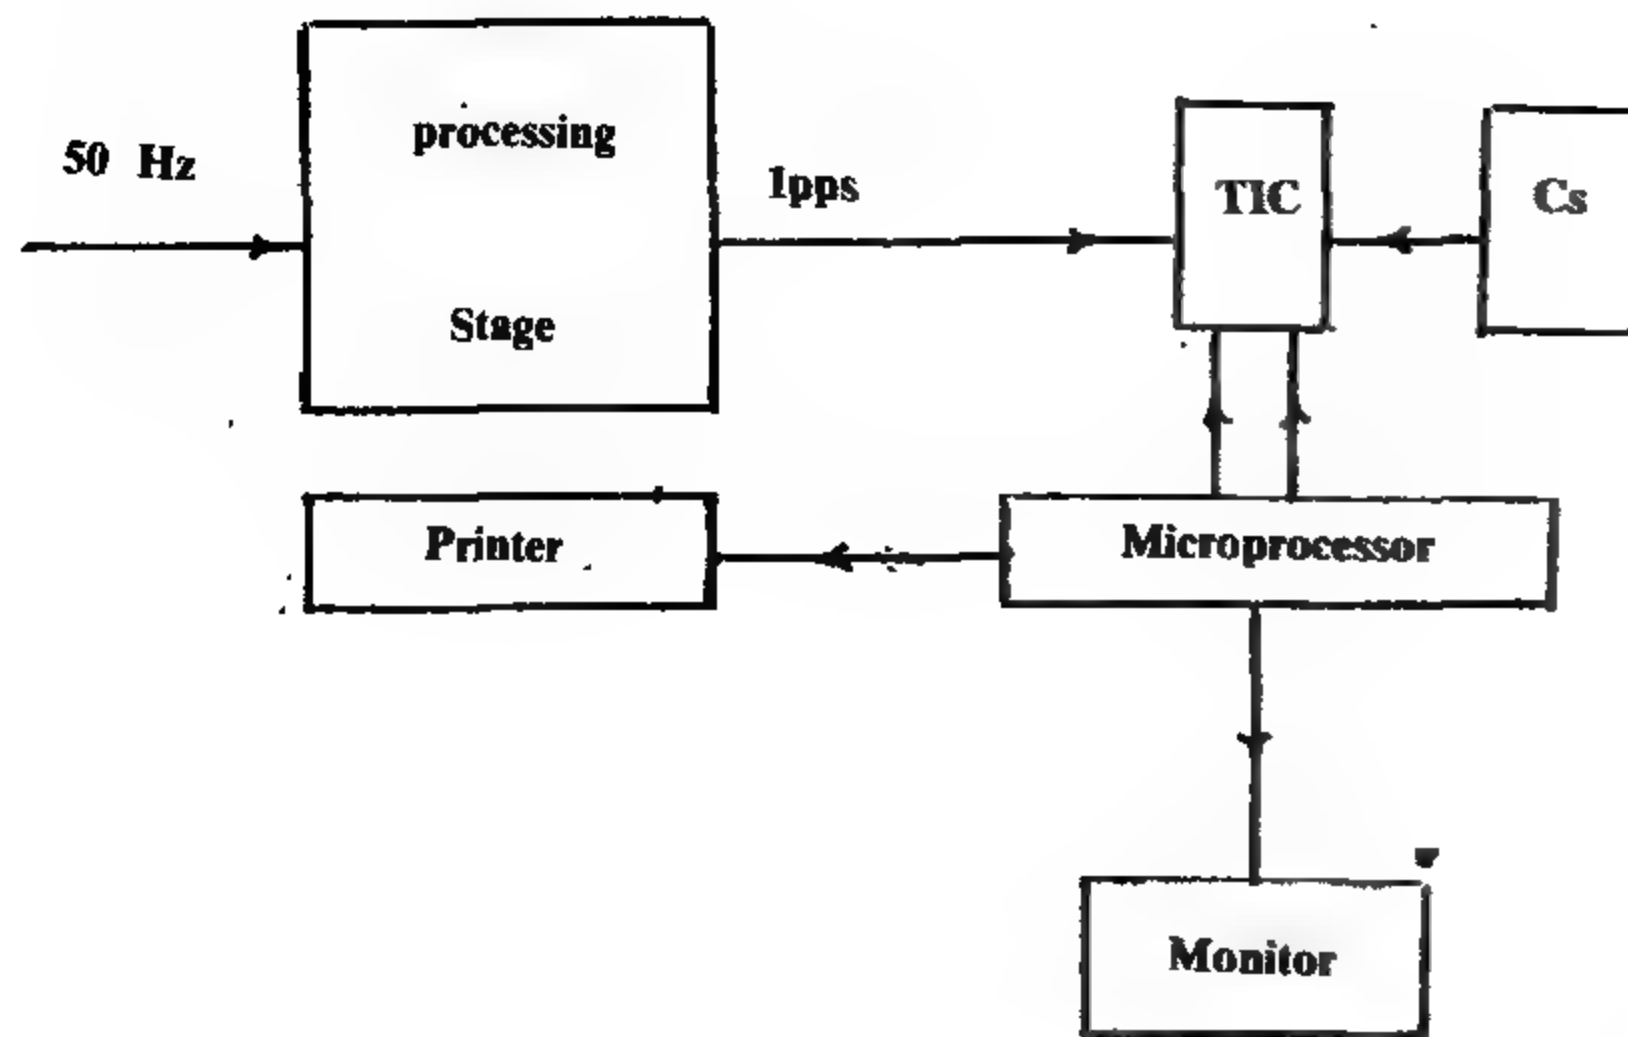 50 Hz
processing
Stage
1pps
TIC
Cs
Printer
Microprocessor
Monitor